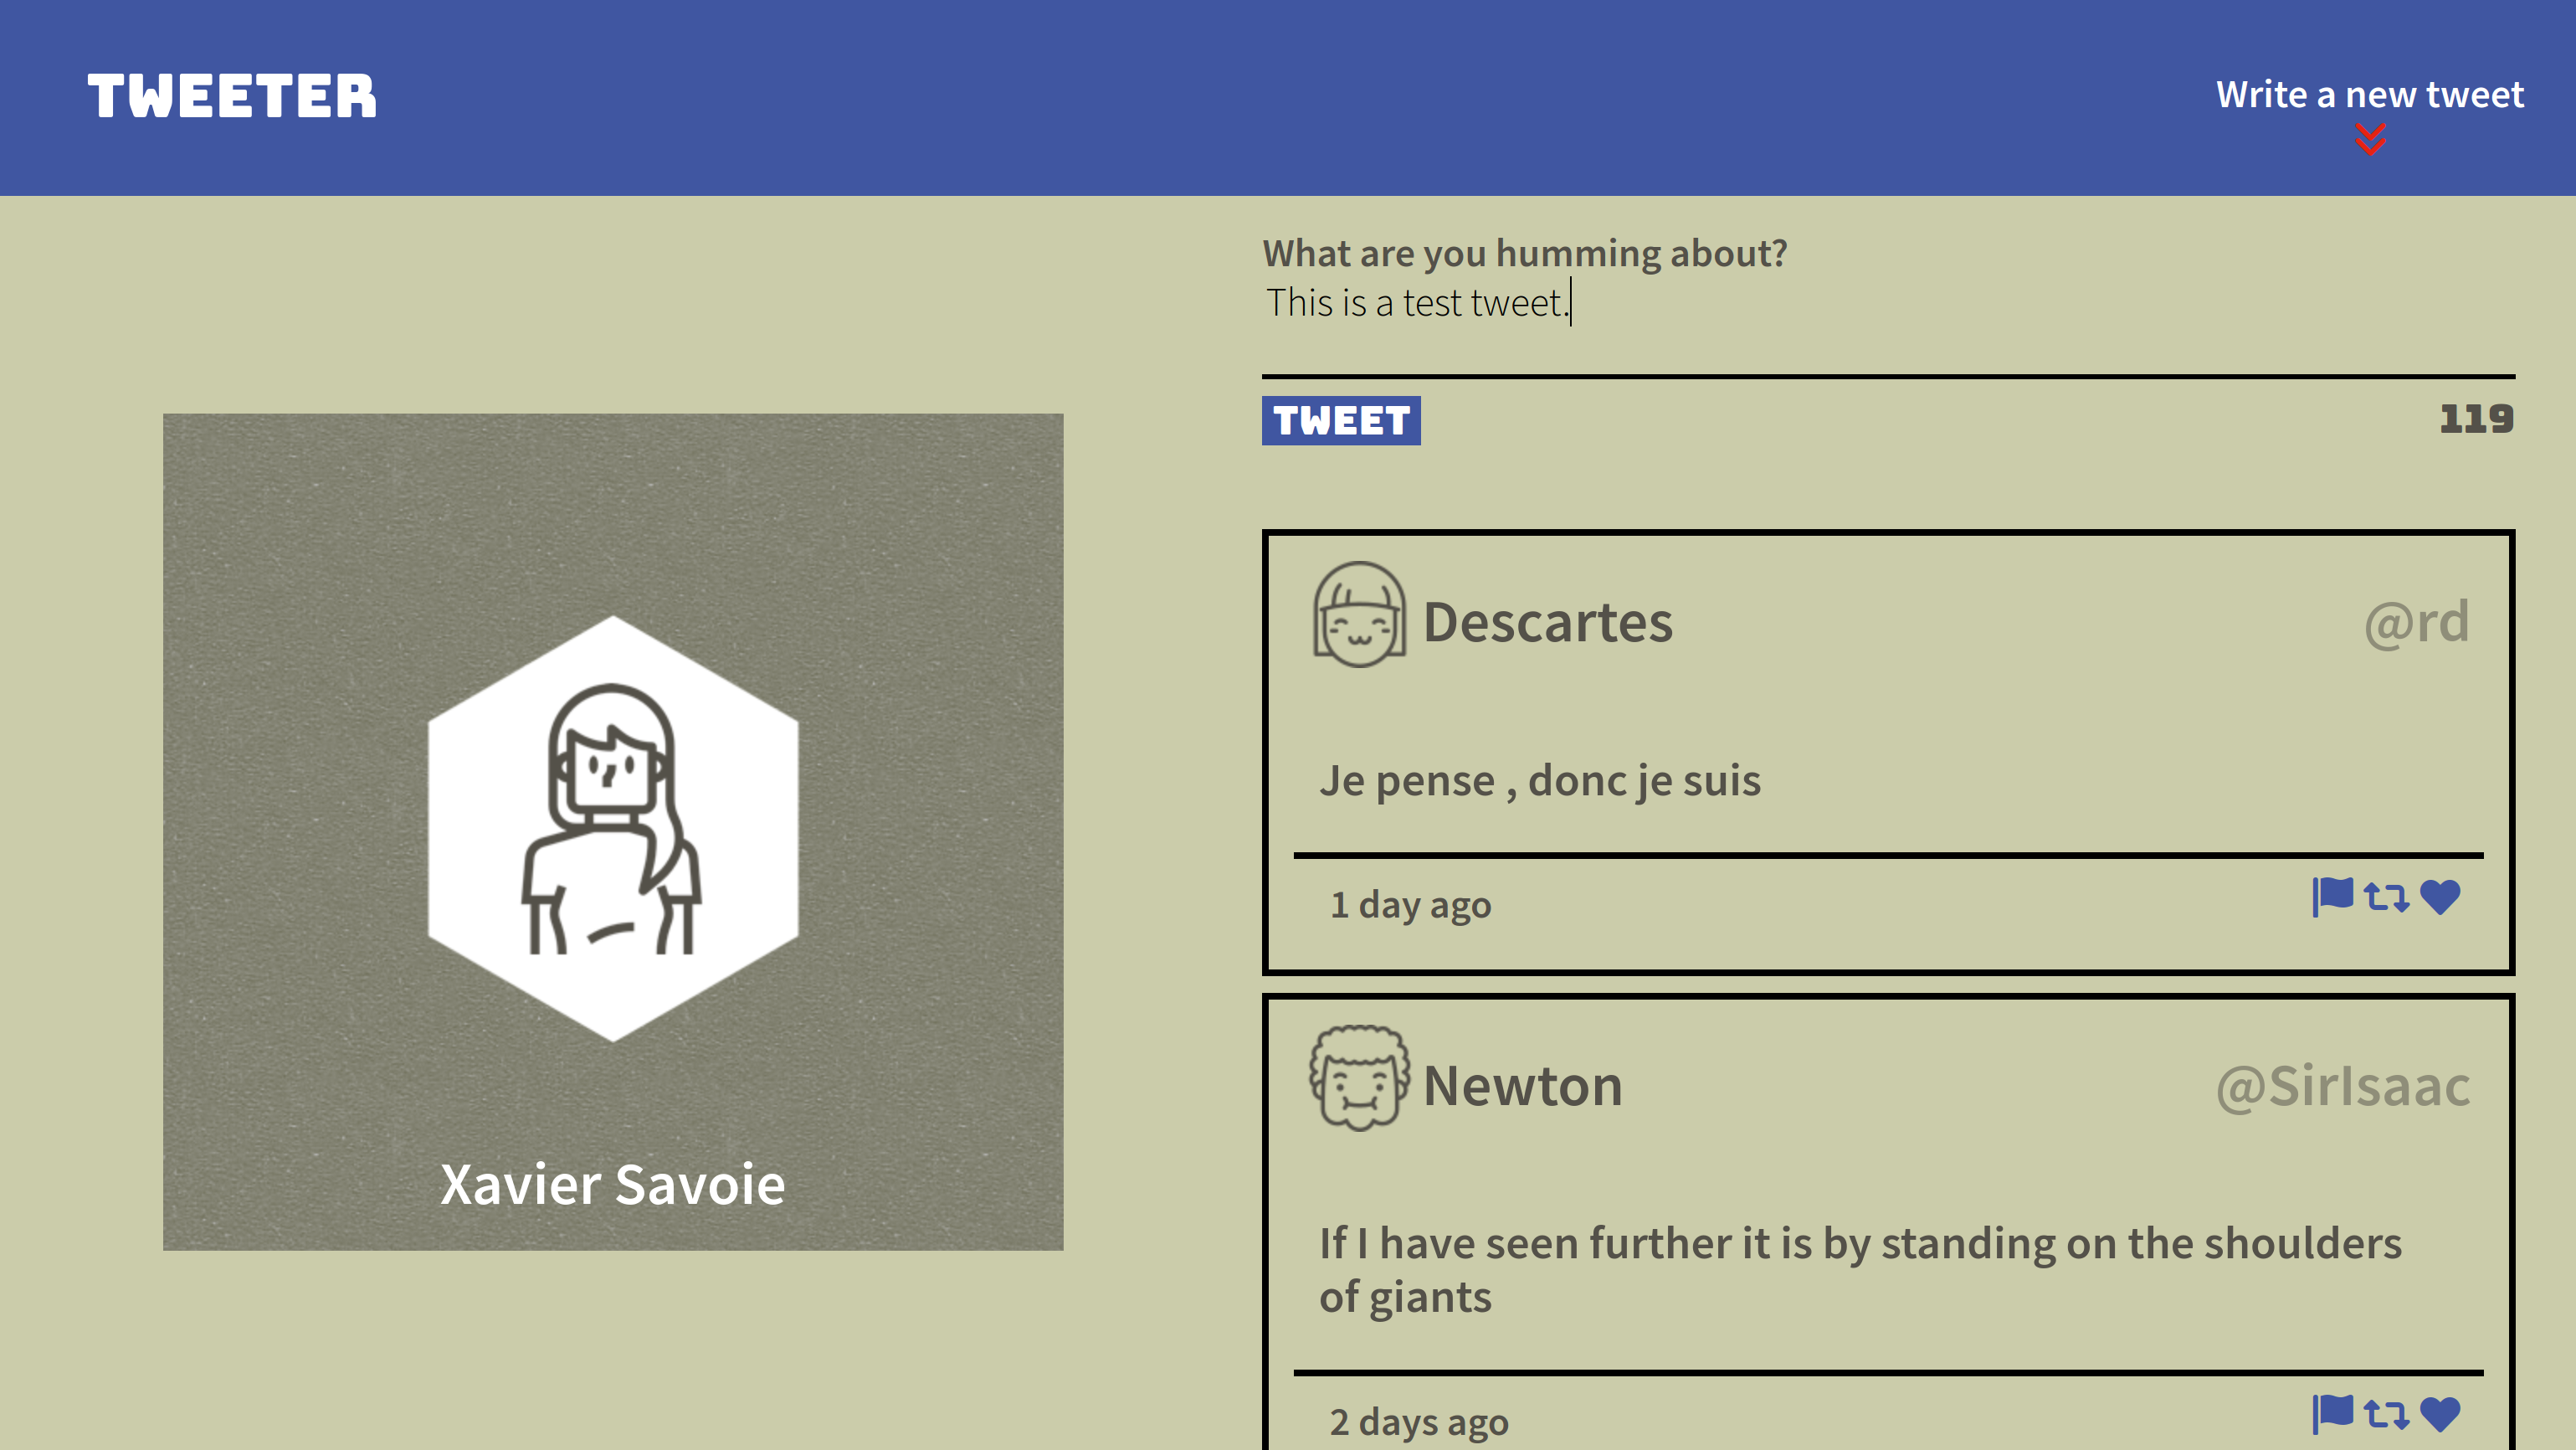 TWEETER
Write a new tweet
What are you humming about?
This is a test tweet.
TWEET
119
Xavier Savoie
Descartes
@rd
Je pense , donc je suis
1 day ago
Newton
@SirIsaac
If I have seen further it is by standing on the shoulders
of giants
2 days ago